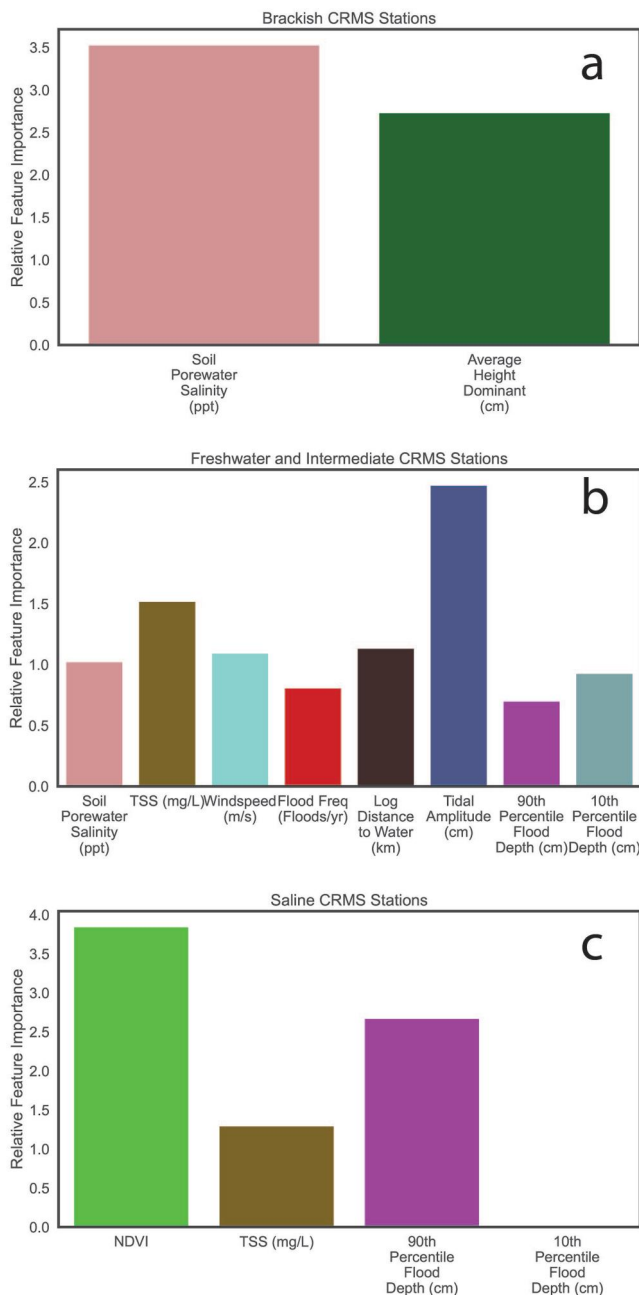 Brackish CRMS Stations
a
Relative Feature Importance
3.5
3.0
2.5
2.0
1.5
1.0
0.5
0.0
Soil
Porewater
Salinity
(ppt)
Average
Height
Dominant
(cm)
Freshwater and Intermediate CRMS Stations
b
Relative Feature Importance
2.5
2.0
1.5
1.0
0.5
0.0
Soil
Porewater
Salinity
(ppt)
TSS (mg/L)
Windspeed
(m/s)
Flood Freq
(Floods/yr)
Log
Distance
to Water
(km)
Tidal
Amplitude
(cm)
90th
Percentile
Flood
Depth (cm)
10th
Percentile
Flood
Depth (cm)
Saline CRMS Stations
c
Relative Feature Importance
4.0
3.5
3.0
2.5
2.0
1.5
1.0
0.5
0.0
NDVI
TSS (mg/L)
90th
Percentile
Flood
Depth (cm)
10th
Percentile
Flood
Depth (cm)